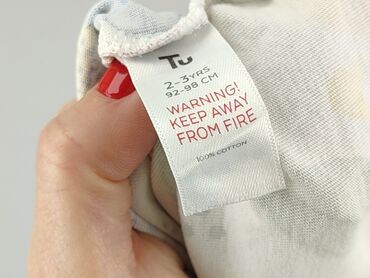 Tu
2-3YRS
92-98 CM
WARNING!
KEEP AWAY
FROM FIRE
100% COTTON